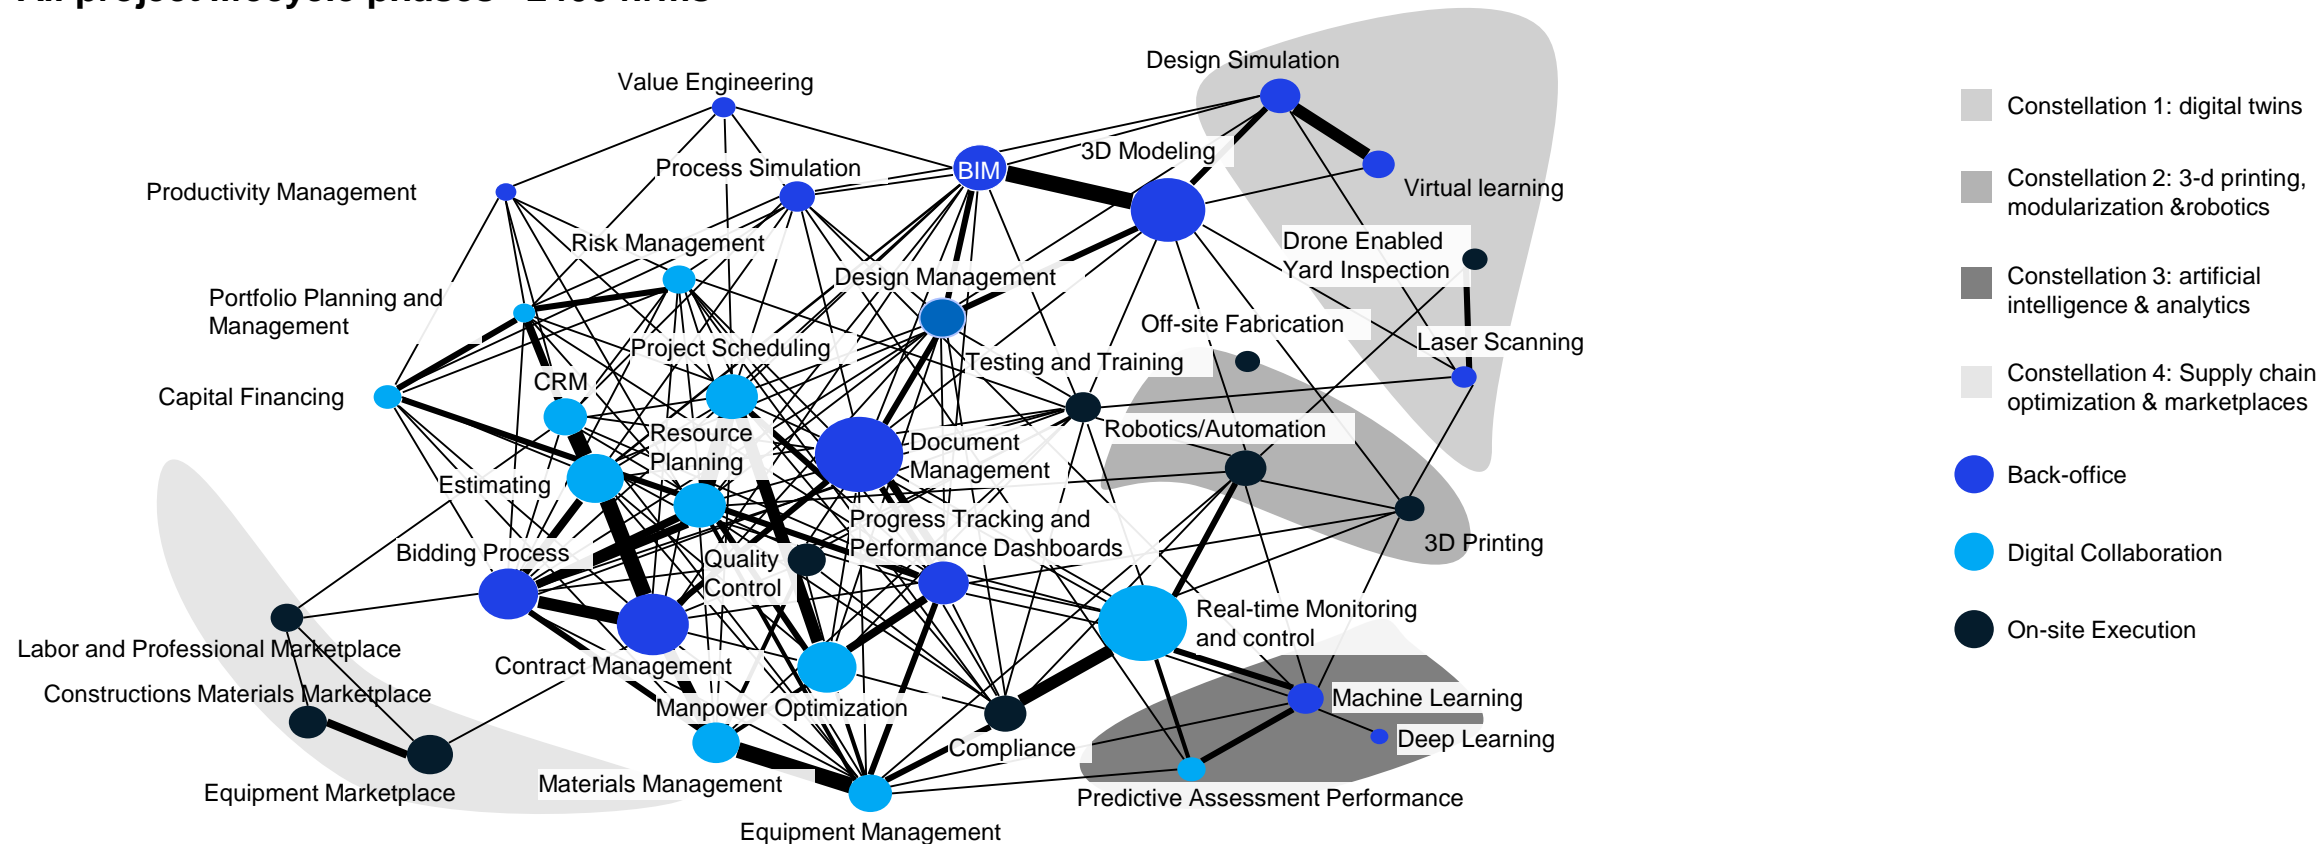 All project lifecycle phases - 2400 firms
Design Simulation
Value Engineering
3D Modeling
Process Simulation
BIM
Productivity Management
Virtual learning
Risk Management
Drone Enabled
Yard Inspection
Design Management
Portfolio Planning and
Management
Off-site Fabrication
Project Scheduling
Laser Scanning
Testing and Training
CRM
Capital Financing
Resource
Planning
Robotics/Automation
Document
Management
Estimating
Progress Tracking and
Performance Dashboards
3D Printing
Bidding Process
Quality
Control
Real-time Monitoring
and control
Labor and Professional Marketplace
Contract Management
Constructions Materials Marketplace
Manpower Optimization
Machine Learning
Compliance
Deep Learning
Materials Management
Equipment Marketplace
Predictive Assessment Performance
Equipment Management
Constellation 1: digital twins
Constellation 2: 3-d printing,
modularization &robotics
Constellation 3: artificial
intelligence & analytics
Constellation 4: Supply chain
optimization & marketplaces
Back-office
Digital Collaboration
On-site Execution